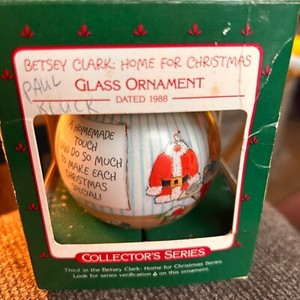 BETSEY CLARK: HOME FOR CHRISTMAS
PAUL
KLUCK
GLASS ORNAMENT
DATED 1988
A HOMEMADE
TOUCH
CAN DO SO MUCH
TO MAKE EACH
CHRISTMAS
SPECIAL!
COLLECTOR'S SERIES
Third in the Betsey Clark: Home for Christmas Series.
Look for series verification on this ornament.